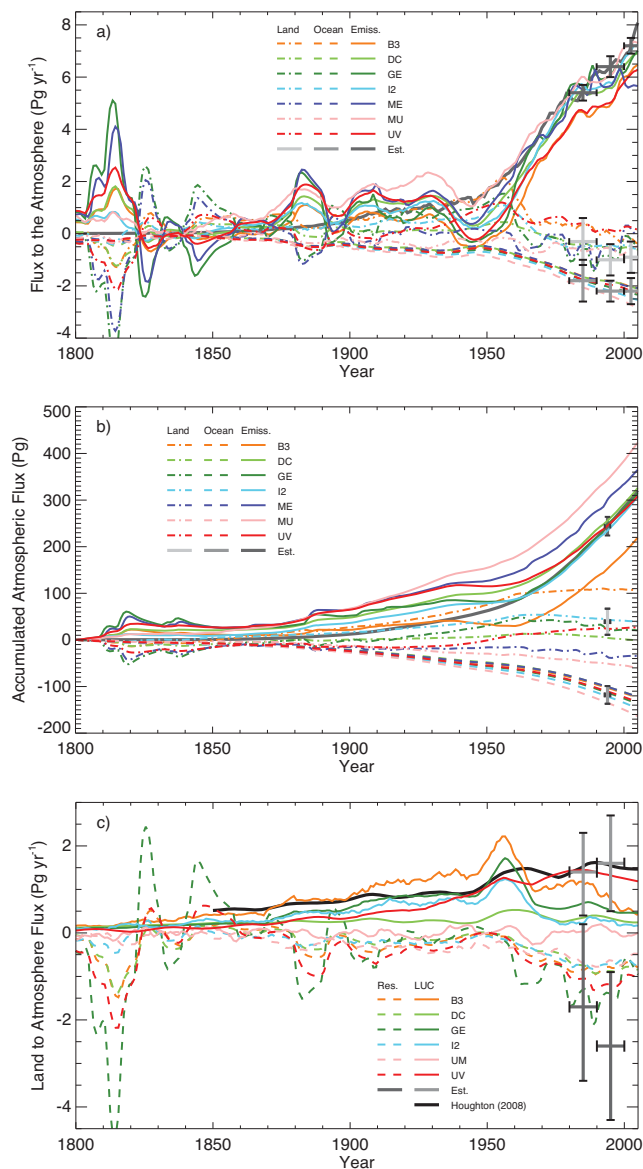 a)
Land Ocean Emiss.
B3
DC
GE
I2
ME
MU
UV
Est.
8
6
4
2
0
-2
-4
Flux to the Atmosphere (Pg yr-1)
1800 1850 1900 1950 2000
Year
b)
Land Ocean Emiss.
B3
DC
GE
I2
ME
MU
UV
Est.
500
400
300
200
100
0
-100
-200
Accumulated Atmospheric Flux (Pg)
1800 1850 1900 1950 2000
Year
c)
2
0
-2
-4
Land to Atmosphere Flux (Pg yr-1)
Res. LUC
B3
DC
GE
I2
UM
UV
Est.
Houghton (2008)
1800 1850 1900 1950 2000
Year